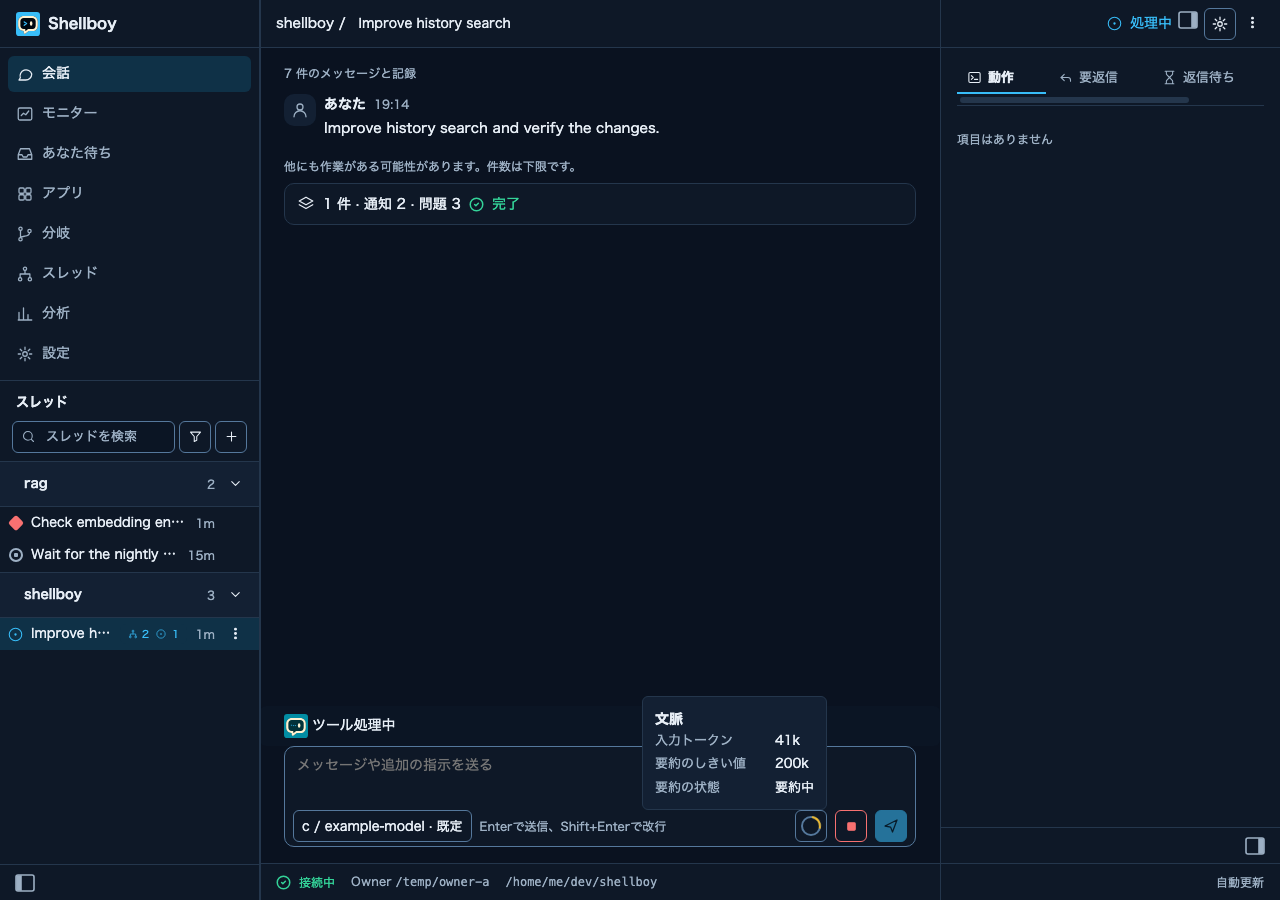 Shellboy
会話
モニター
あなた待ち
アプリ
分岐
スレッド
分析
設定
スレッド
スレッドを検索
rag 2
Check embedding en··· 1m
Wait for the nightly ··· 15m
shellboy 3
Improve h··· 2 1 1m
shellboy / Improve history search
処理中
7 件のメッセージと記録
あなた 19:14
Improve history search and verify the changes.
他にも作業がある可能性があります。件数は下限です。
1 件 · 通知 2 · 問題 3 完了
ツール処理中
文脈
入力トークン 41k
要約のしきい値 200k
要約の状態 要約中
メッセージや追加の指示を送る
c / example-model · 既定 Enterで送信、Shift+Enterで改行
接続中 Owner /temp/owner-a /home/me/dev/shellboy
動作 要返信 返信待ち
項目はありません
自動更新